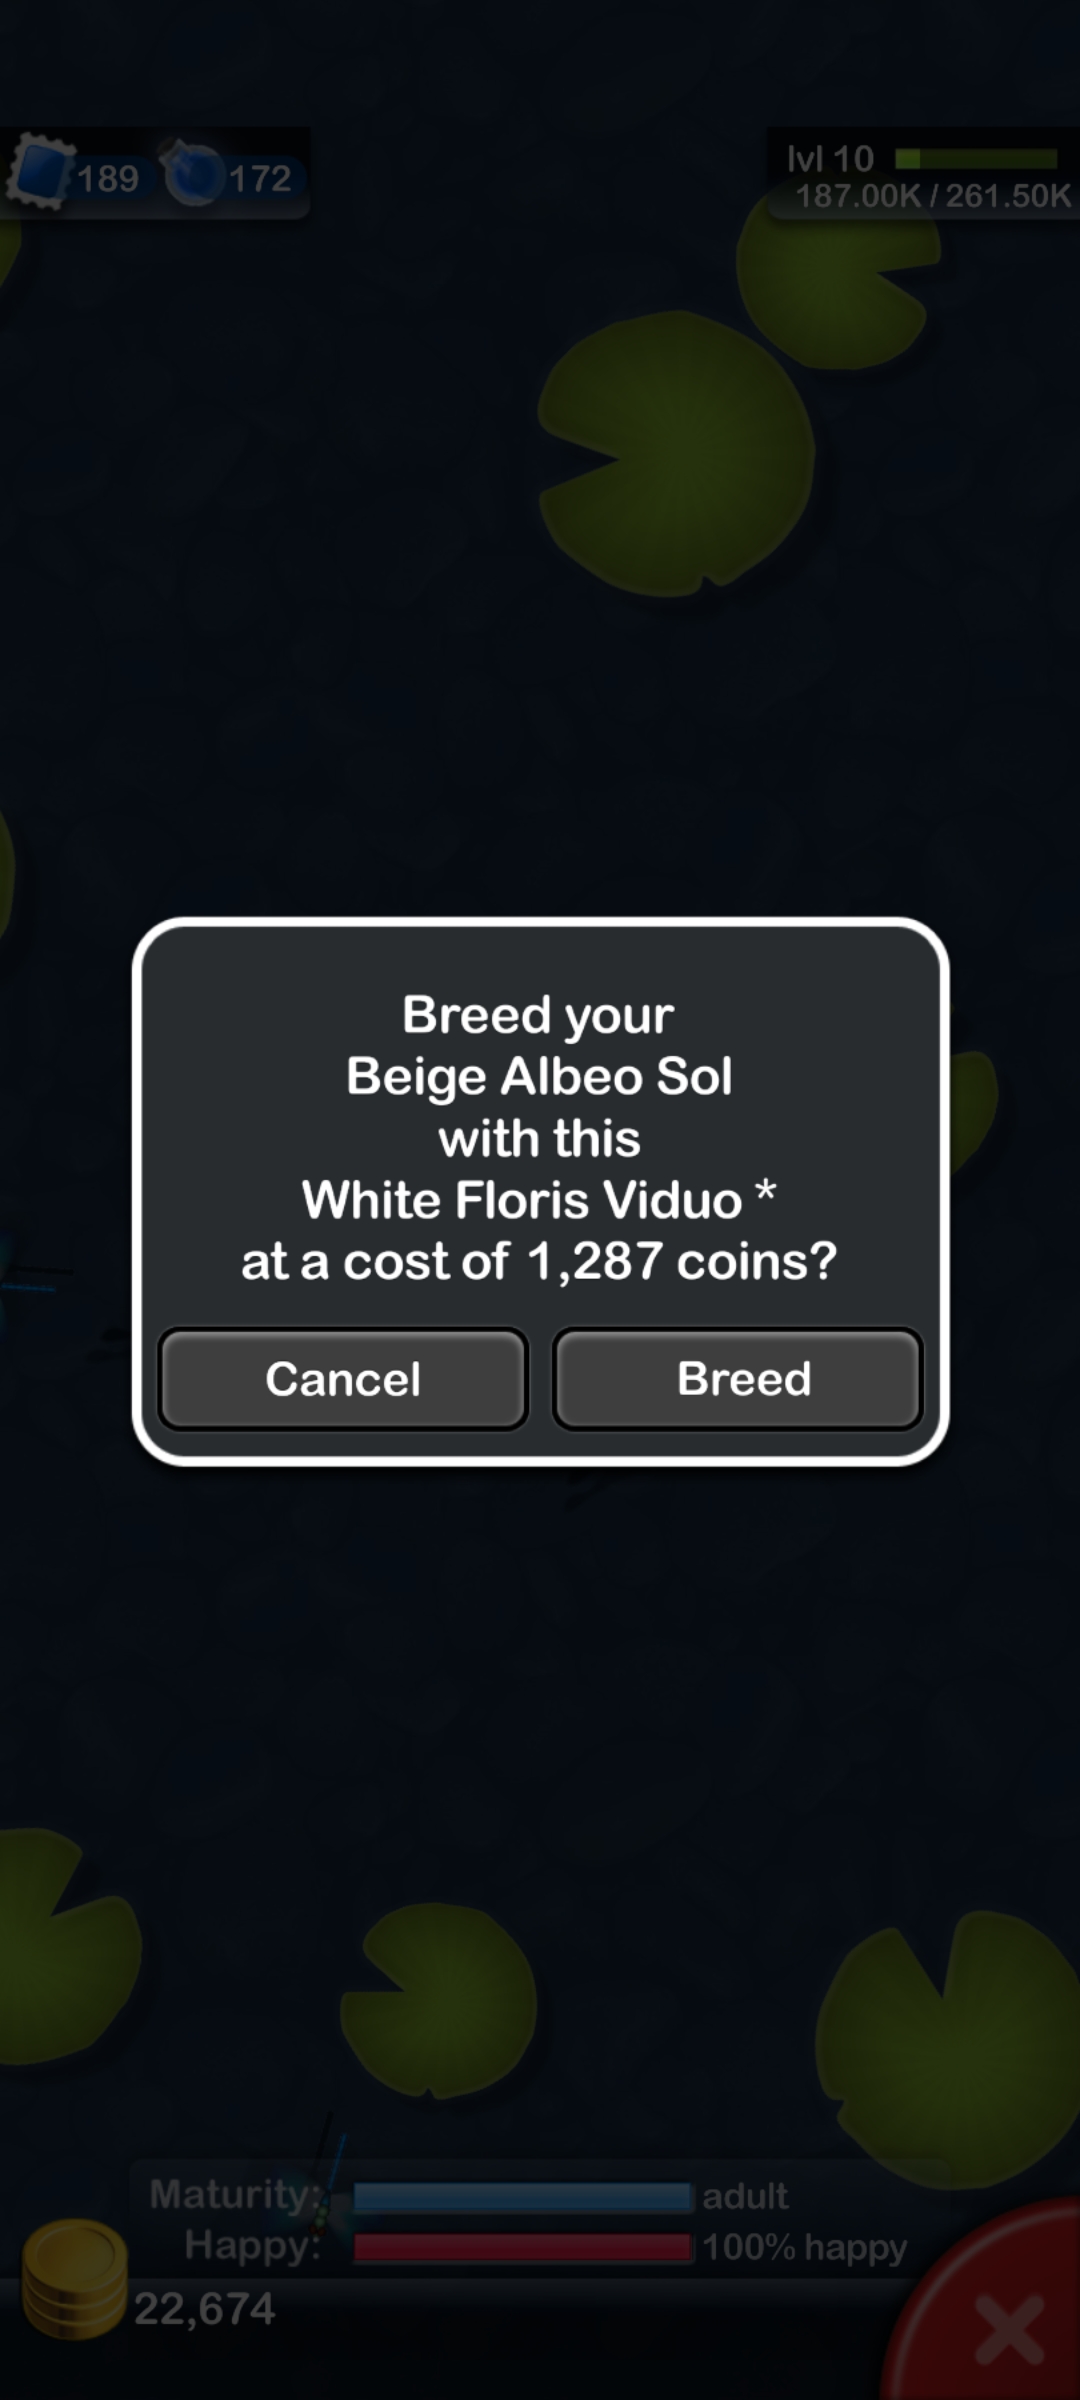 189 172
lvl 10
187.00K / 261.50K
Breed your
Beige Albeo Sol
with this
White Floris Viduo *
at a cost of 1,287 coins?
Cancel Breed
Maturity: adult
Happy: 100% happy
22,674